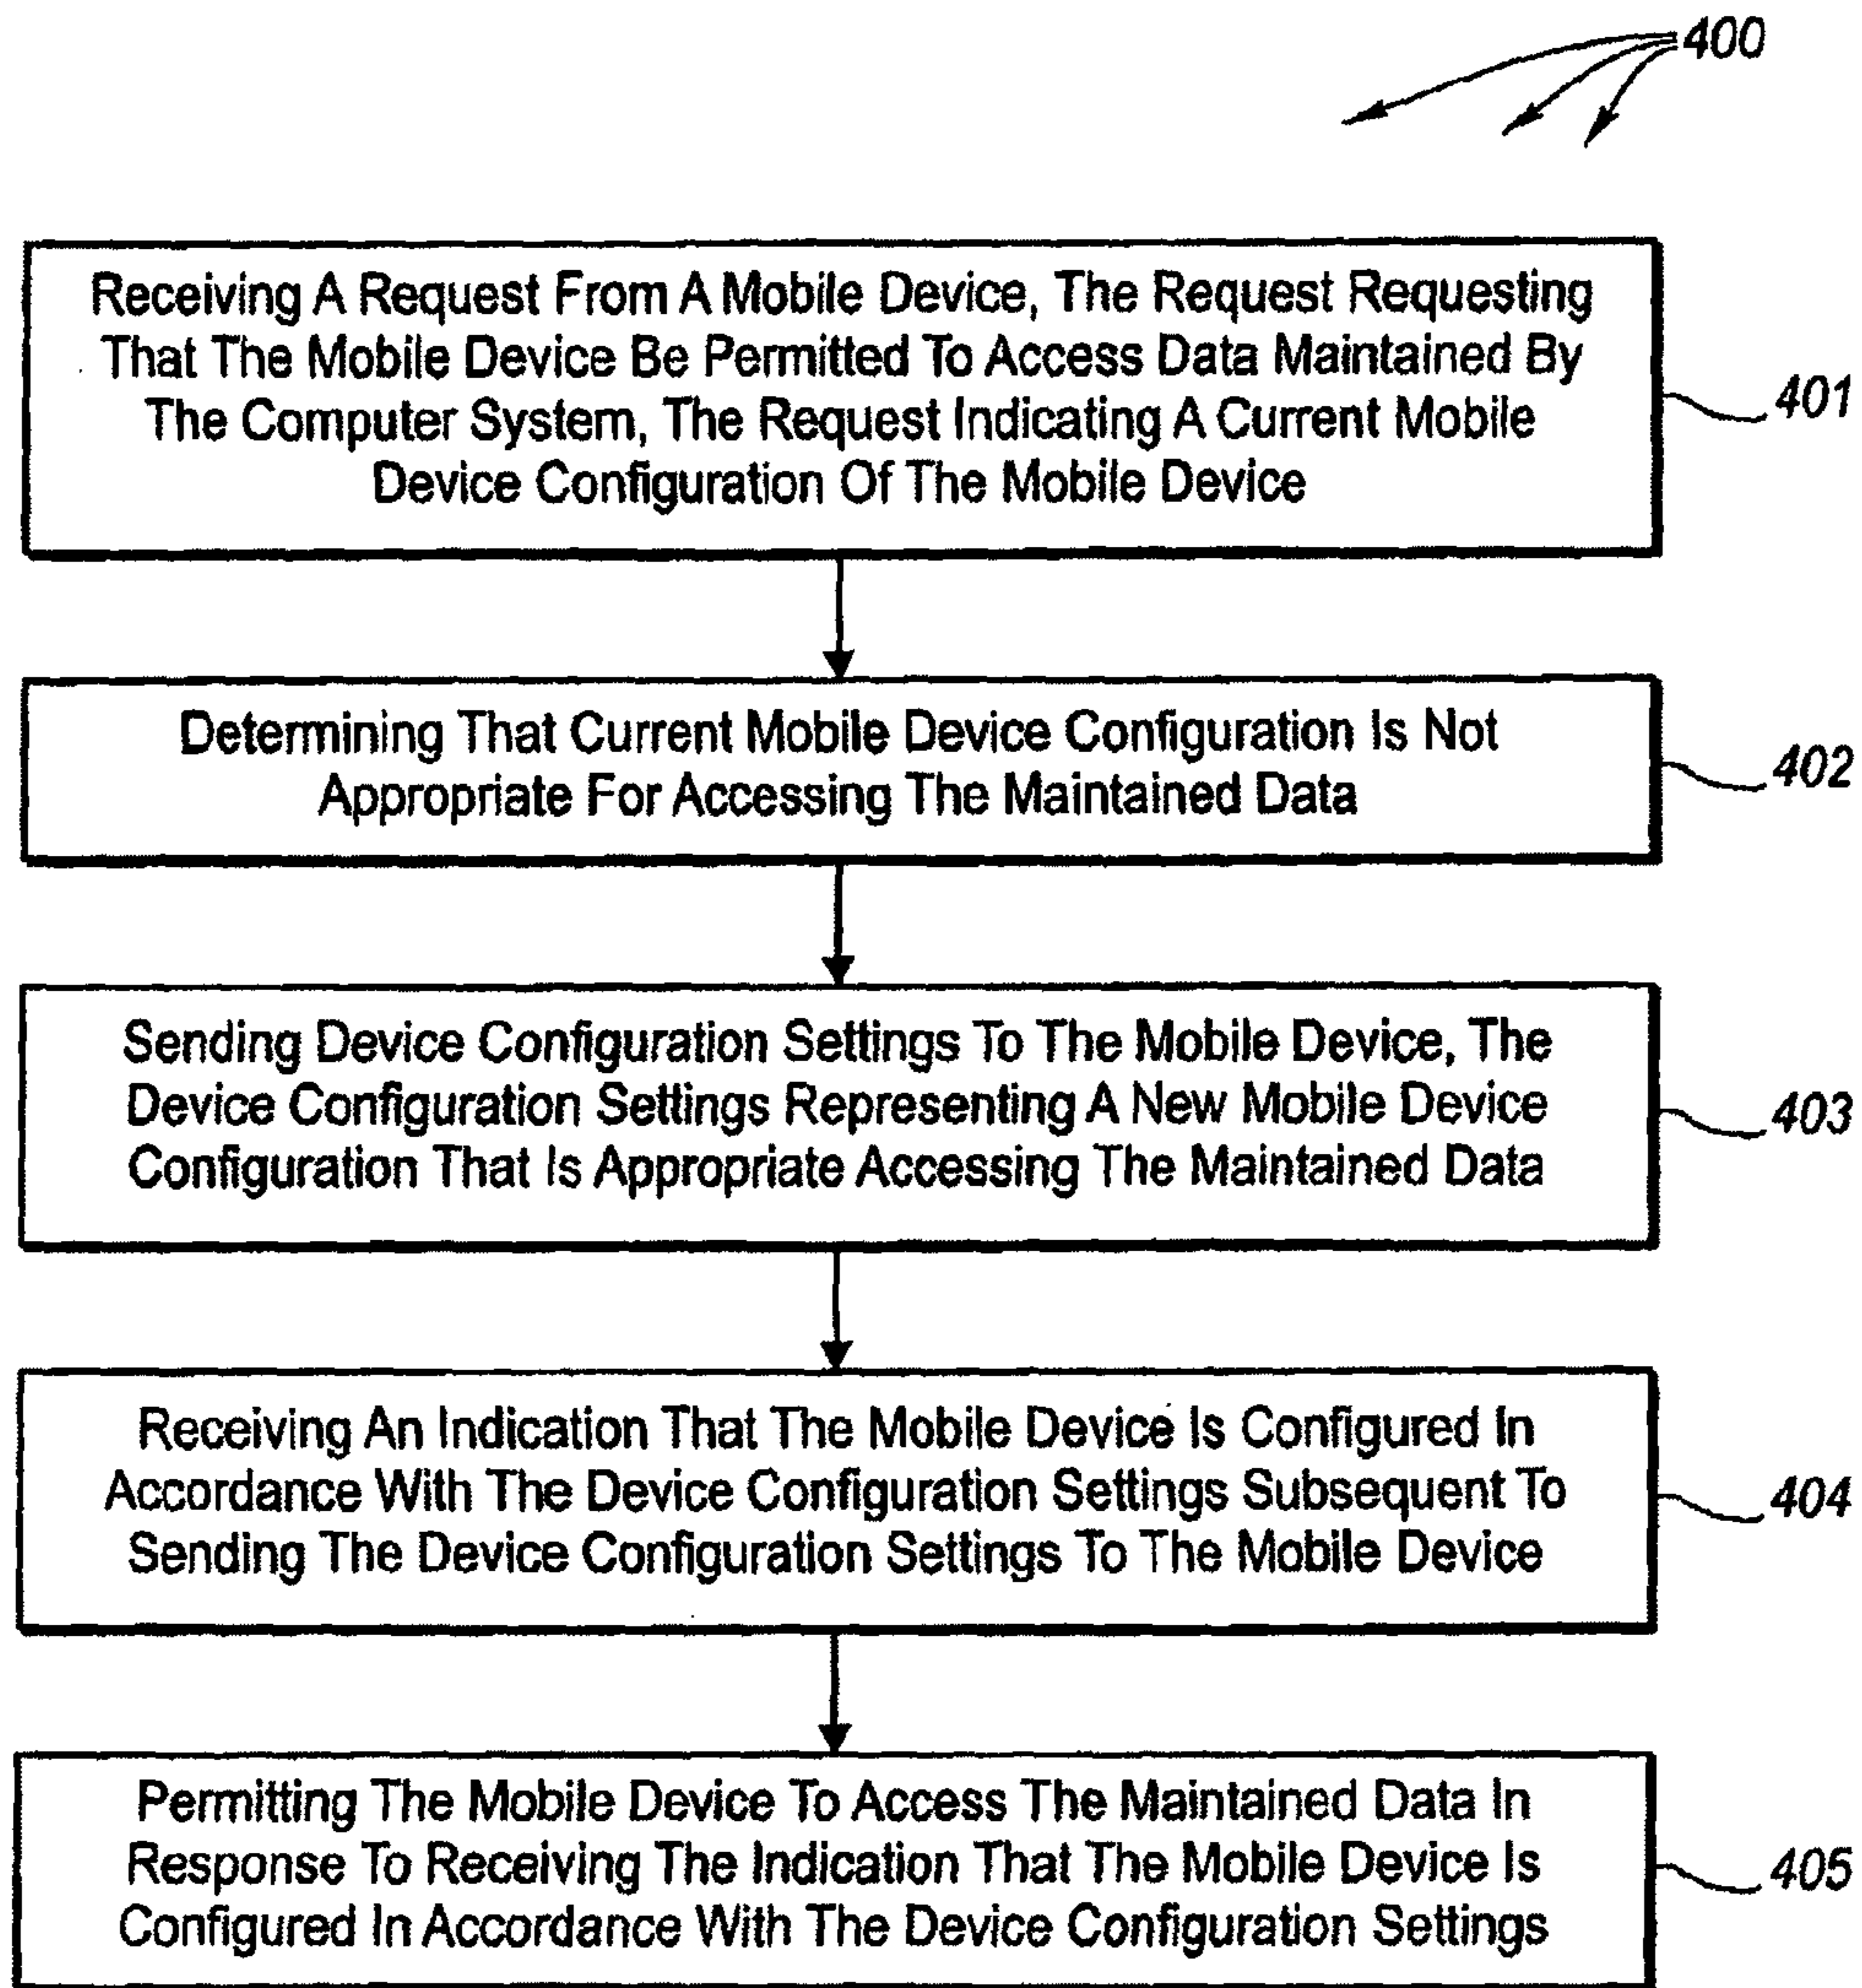 400
Receiving A Request From A Mobile Device, The Request Requesting
That The Mobile Device Be Permitted To Access Data Maintained By
The Computer System, The Request Indicating A Current Mobile
Device Configuration Of The Mobile Device
401
Determining That Current Mobile Device Configuration Is Not
Appropriate For Accessing The Maintained Data
402
Sending Device Configuration Settings To The Mobile Device, The
Device Configuration Settings Representing A New Mobile Device
Configuration That Is Appropriate Accessing The Maintained Data
403
Receiving An Indication That The Mobile Device Is Configured In
Accordance With The Device Configuration Settings Subsequent To
Sending The Device Configuration Settings To The Mobile Device
404
Permitting The Mobile Device To Access The Maintained Data In
Response To Receiving The Indication That The Mobile Device Is
Configured In Accordance With The Device Configuration Settings
405